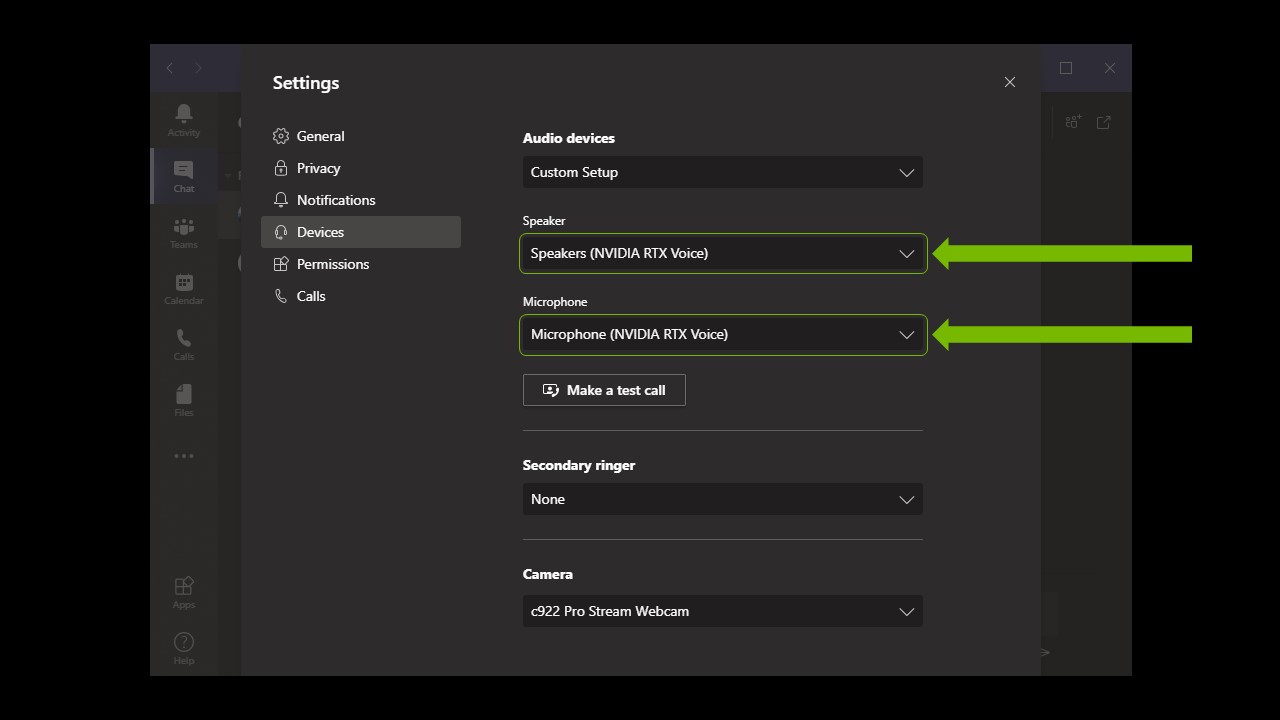 Settings
Activity
Chat
Teams
Calendar
Calls
Files
Apps
Help
General
Privacy
Notifications
Devices
Permissions
Calls
Audio devices
Custom Setup
Speaker
Speakers (NVIDIA RTX Voice)
Microphone
Microphone (NVIDIA RTX Voice)
Make a test call
Secondary ringer
None
Camera
c922 Pro Stream Webcam